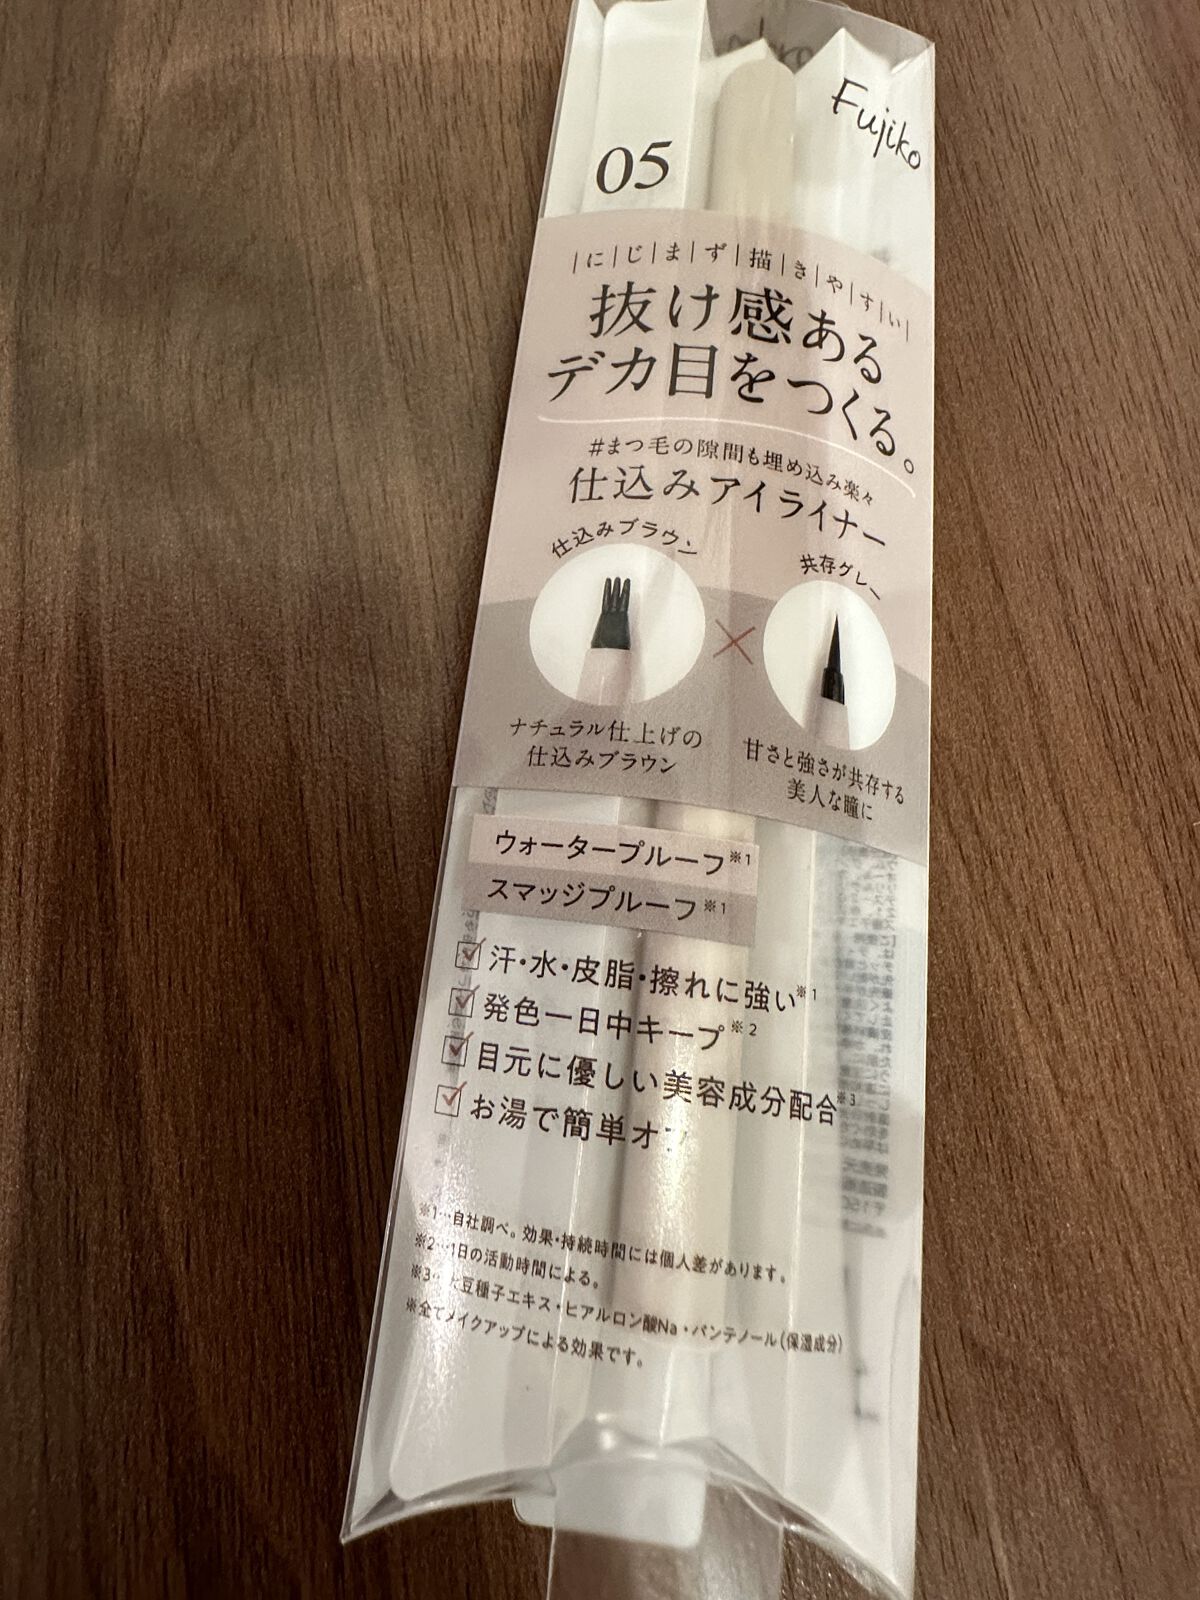 Fujiko
05
にじまず描きやすい
抜け感ある
デカ目をつくる。
#まつ毛の隙間も埋め込み楽々
仕込みアイライナー
仕込みブラウン
共存グレー
ナチュラル仕上げの
仕込みブラウン
甘さと強さが共存する
美人な瞳に
ウォータープルーフ※1
スマッジプルーフ※1
汗・水・皮脂・擦れに強い※1
発色一日中キープ※2
目元に優しい美容成分配合※3
お湯で簡単オフ
※1…自社調べ。効果・持続時間には個人差があります。
※2…1日の活動時間による。
※3…大豆種子エキス・ヒアルロン酸Na・パンテノール(保湿成分)
※全てメイクアップによる効果です。